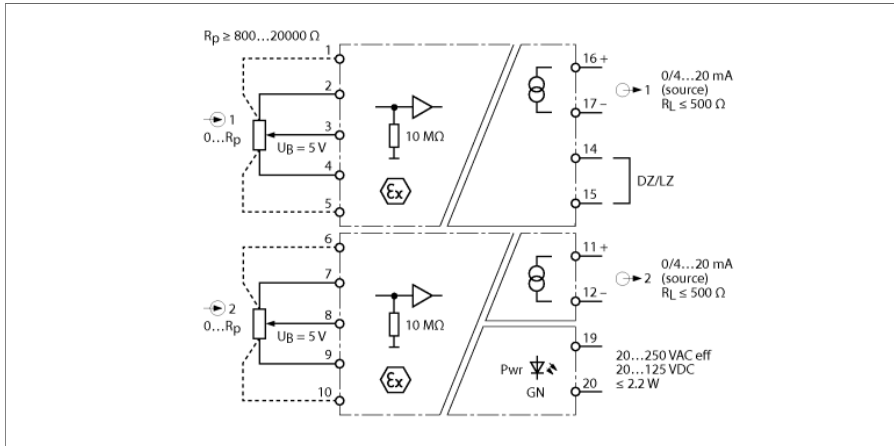 Rp ≥ 800...20000 Ω
1
2
1
3
0...Rp
UB = 5 V
4
5
10 MΩ
Ex
16 +
17 –
0/4...20 mA
1
(source)
RL ≤ 500 Ω
14
DZ/LZ
15
6
7
2
8
0...Rp
UB = 5 V
9
10
10 MΩ
Ex
11 +
12 –
0/4...20 mA
2
(source)
RL ≤ 500 Ω
19
20...250 VAC eff
Pwr
20...125 VDC
20
≤ 2.2 W
GN